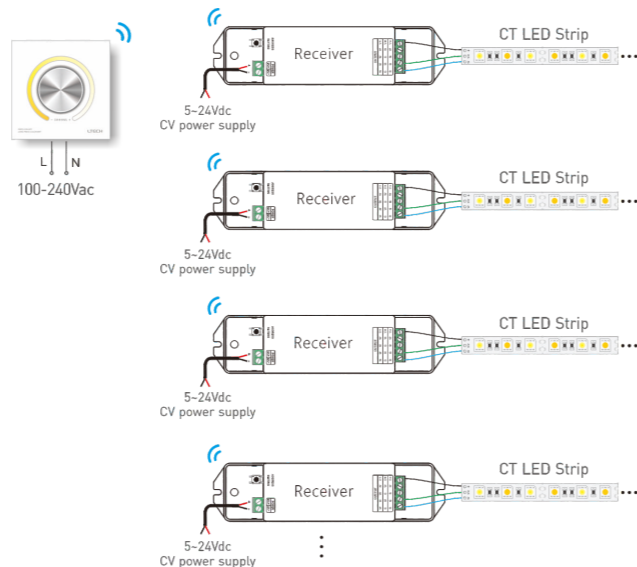 CT LED Strip
Receiver
5~24Vdc
CV power supply
L N
100-240Vac
CT LED Strip
Receiver
5~24Vdc
CV power supply
CT LED Strip
Receiver
5~24Vdc
CV power supply
CT LED Strip
Receiver
5~24Vdc
CV power supply